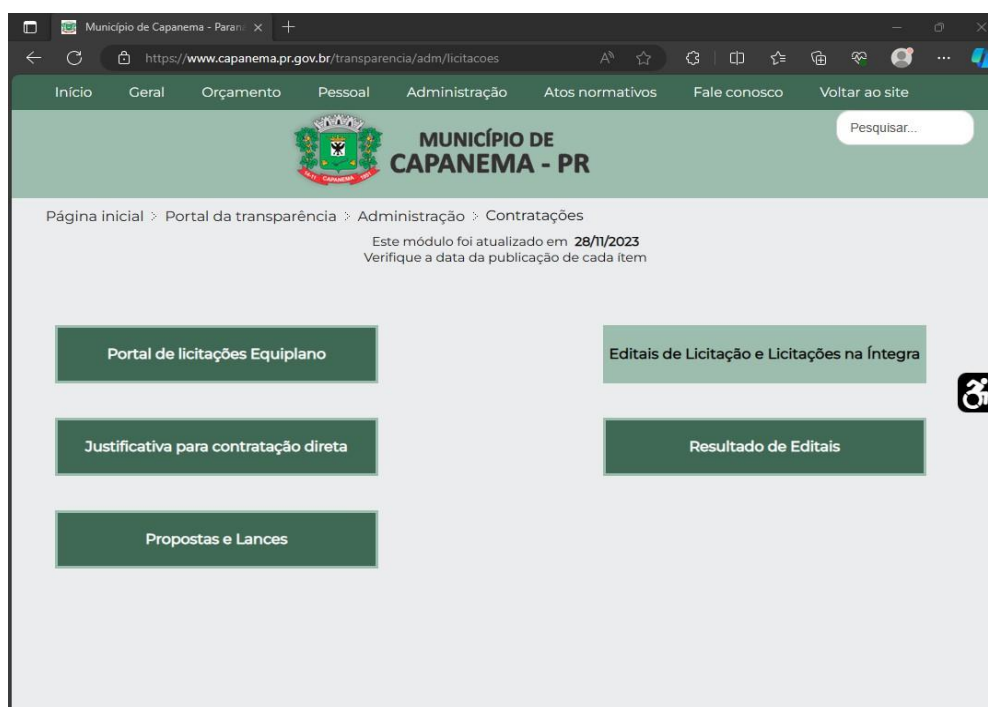 Município de Capanema - Paran
https://www.capanema.pr.gov.br/transparencia/adm/licitacoes
Início Geral Orçamento Pessoal Administração Atos normativos Fale conosco Voltar ao site
CAPANEMA
MUNICÍPIO DE
CAPANEMA - PR
Pesquisar...
Página inicial > Portal da transparência > Administração > Contratações
Este módulo foi atualizado em 28/11/2023
Verifique a data da publicação de cada ítem
Portal de licitações Equiplano
Editais de Licitação e Licitações na Íntegra
Justificativa para contratação direta
Resultado de Editais
Propostas e Lances